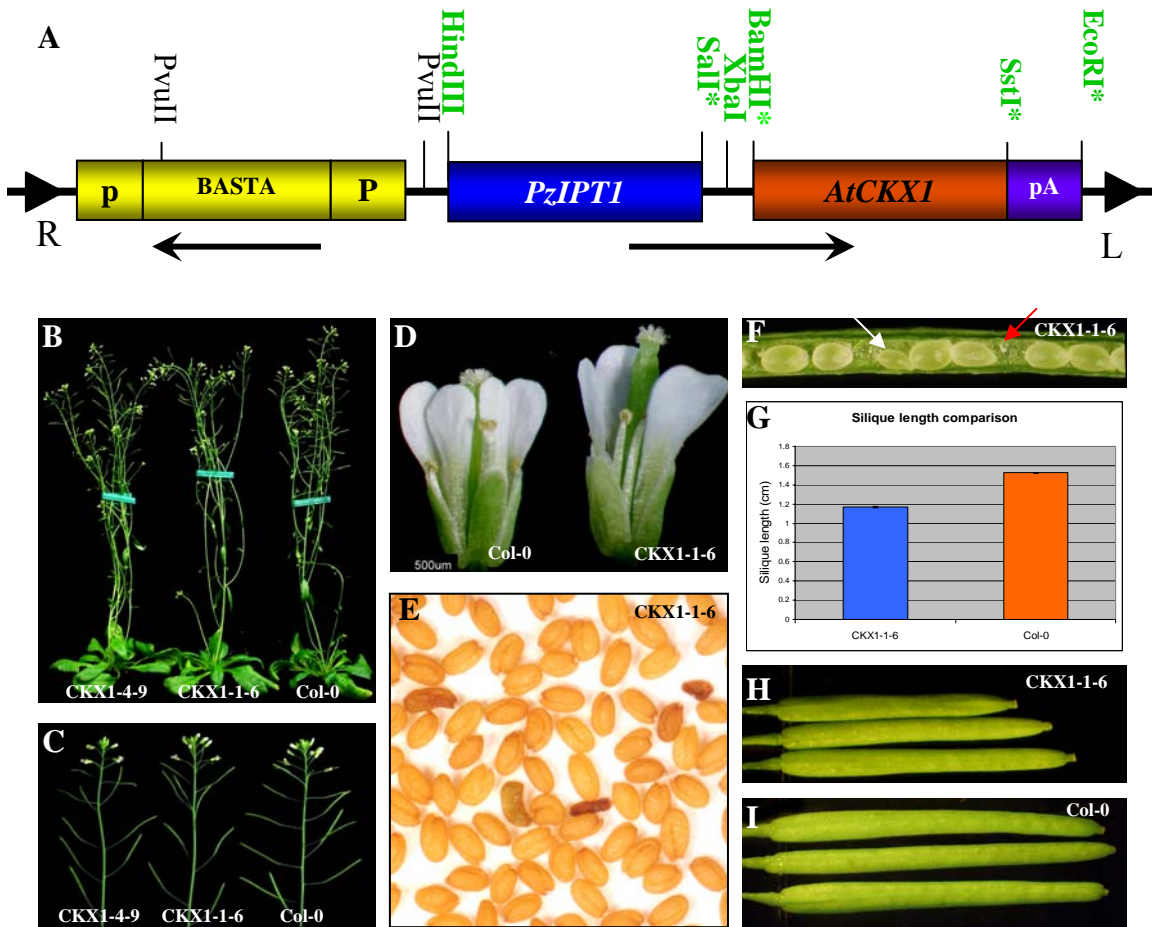 A
PvuII
PvuII
HindIII
SalI*
XbaI
BamHI*
SstI*
EcoRI*
p
BASTA
P
PzIPT1
AtCKX1
pA
R
L
B
CKX1-4-9
CKX1-1-6
Col-0
C
CKX1-4-9
CKX1-1-6
Col-0
D
500um
Col-0
CKX1-1-6
E
CKX1-1-6
F
CKX1-1-6
G
Silique length comparison
Silique length (cm)
1.8
1.6
1.4
1.2
1
0.8
0.6
0.4
0.2
0
CKX1-1-6
Col-0
H
CKX1-1-6
I
Col-0